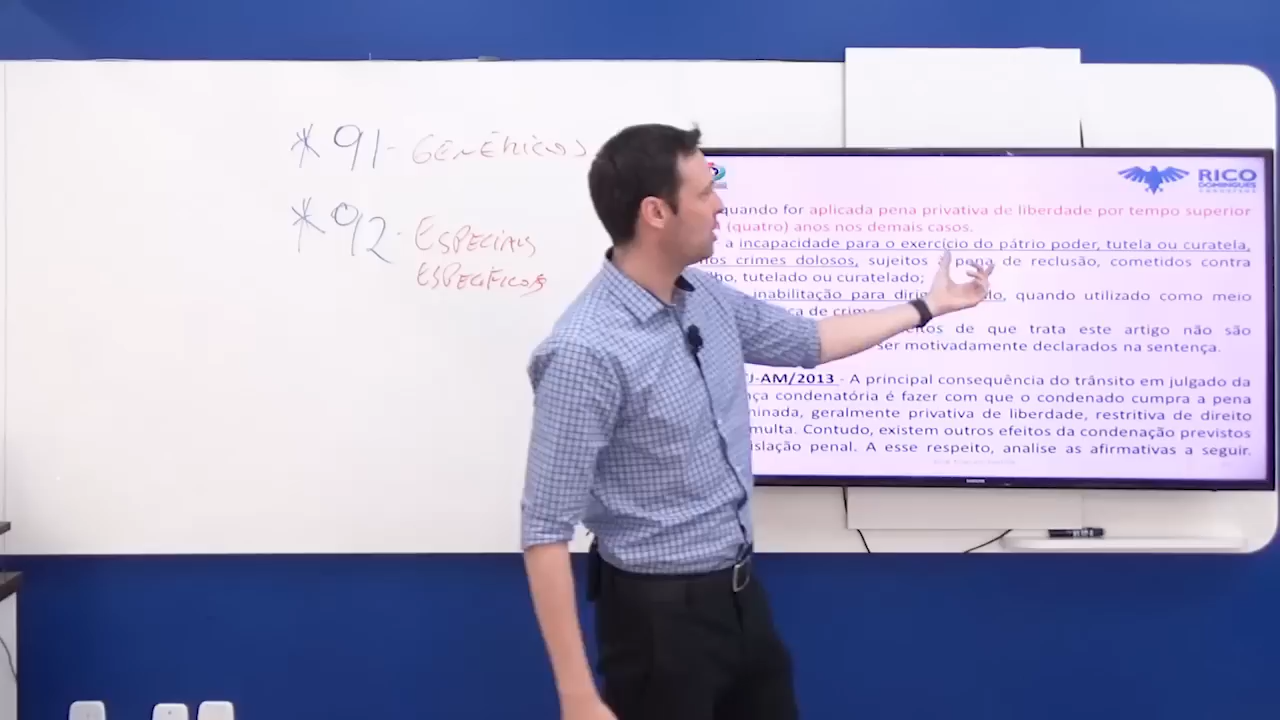 *91- GENÉRICOS
*92- ESPECIAIS
ESPECÍFICOS
RICO
DOMINGUES
quando for aplicada pena privativa de liberdade por tempo superior
(quatro) anos nos demais casos.
a incapacidade para o exercício do pátrio poder, tutela ou curatela,
nos crimes dolosos, sujeitos à pena de reclusão, cometidos contra
tutelado ou curatelado;
inabilitação para quando utilizado como meio
de crime
de que trata este artigo não são
ser motivadamente declarados na sentença.
AM/2013 - A principal consequência do trânsito em julgado da
condenatória é fazer com que o condenado cumpra a pena
geralmente privativa de liberdade, restritiva de direito
multa. Contudo, existem outros efeitos da condenação previstos
penal. A esse respeito, analise as afirmativas a seguir.
SAMSUNG